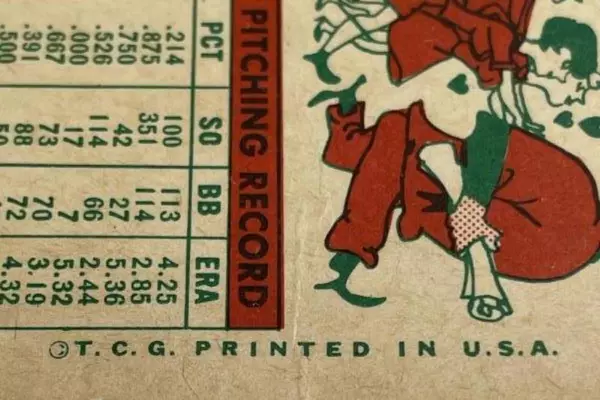 PITCHING RECORD
PCT SO BB ERA
.214 100 113 4.25
.875 351 114 2.85
.750 42 27 5.36
.526 114 66 2.44
.000 17 7 5.32
.667 73 70 3.19
.391 88 72 4.32
.500
©T.C.G. PRINTED IN U.S.A.